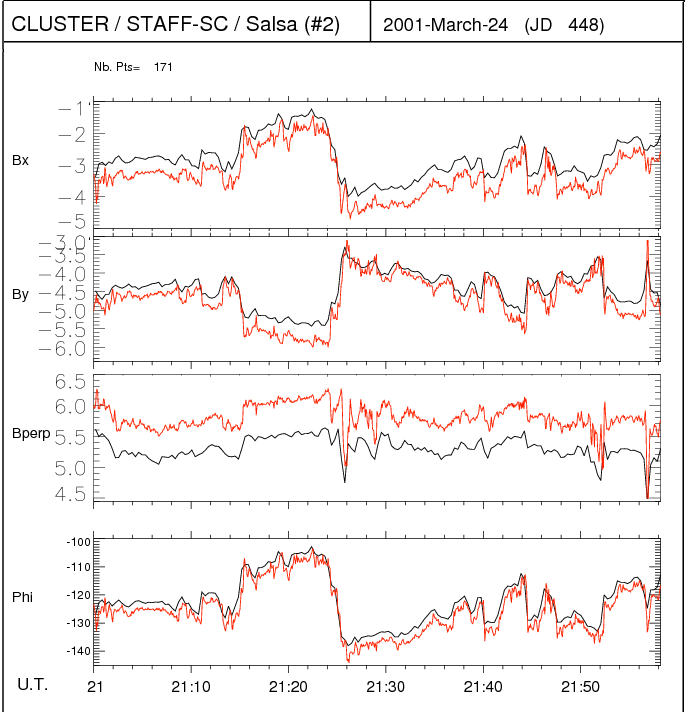 CLUSTER / STAFF-SC / Salsa (#2) 2001-March-24 (JD 448)
Nb. Pts= 171
-1
-2
Bx -3
-4
-5
-3.0
-3.5
-4.0
By -4.5
-5.0
-5.5
-6.0
6.5
6.0
Bperp 5.5
5.0
4.5
-100
-110
Phi -120
-130
-140
U.T. 21 21:10 21:20 21:30 21:40 21:50